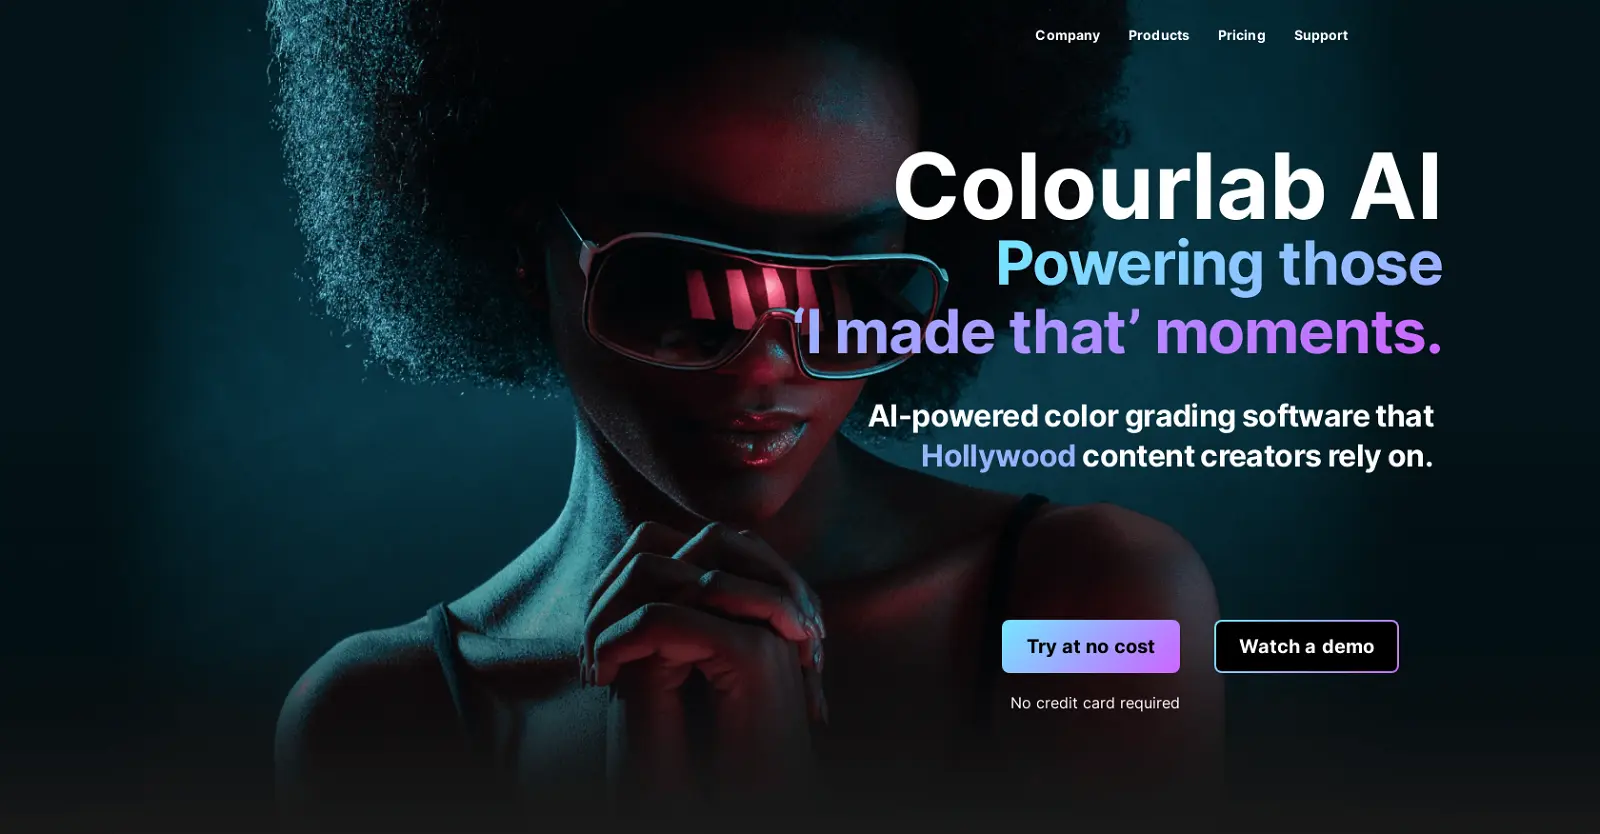 Company Products Pricing Support
Colourlab AI
Powering those
‘I made that’ moments.
AI-powered color grading software that
Hollywood content creators rely on.
Try at no cost
Watch a demo
No credit card required